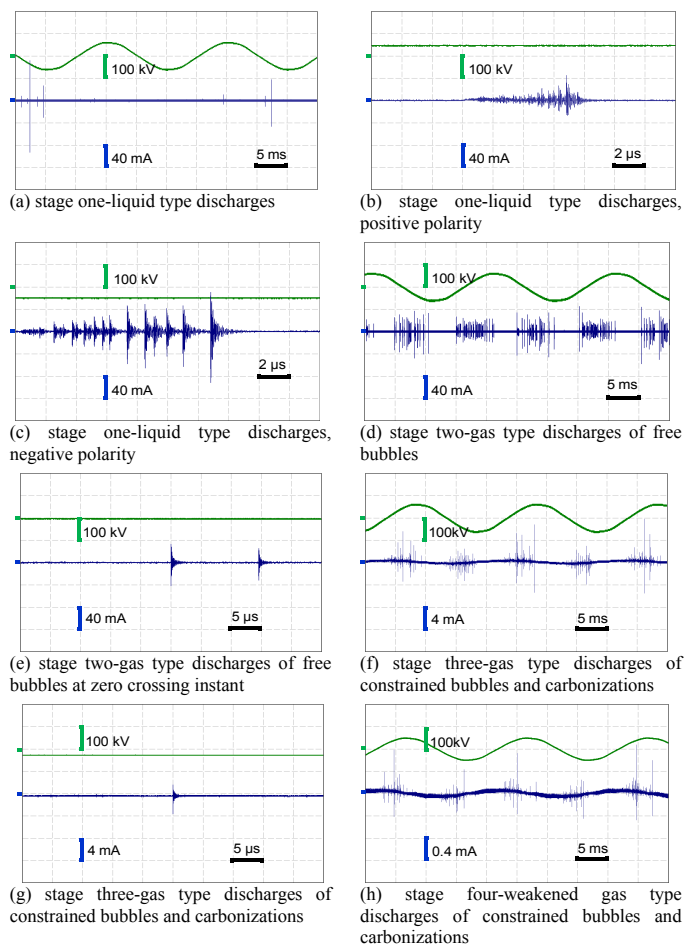 100 kV
40 mA
5 ms
(a) stage one-liquid type discharges
100 kV
40 mA
2 µs
(b) stage one-liquid type discharges,
positive polarity
100 kV
40 mA
2 µs
(c) stage one-liquid type discharges,
negative polarity
100 kV
40 mA
5 ms
(d) stage two-gas type discharges of free
bubbles
100 kV
40 mA
5 µs
(e) stage two-gas type discharges of free
bubbles at zero crossing instant
100kV
4 mA
5 ms
(f) stage three-gas type discharges of
constrained bubbles and carbonizations
100 kV
4 mA
5 µs
(g) stage three-gas type discharges of
constrained bubbles and carbonizations
100kV
0.4 mA
5 ms
(h) stage four-weakened gas type
discharges of constrained bubbles and
carbonizations